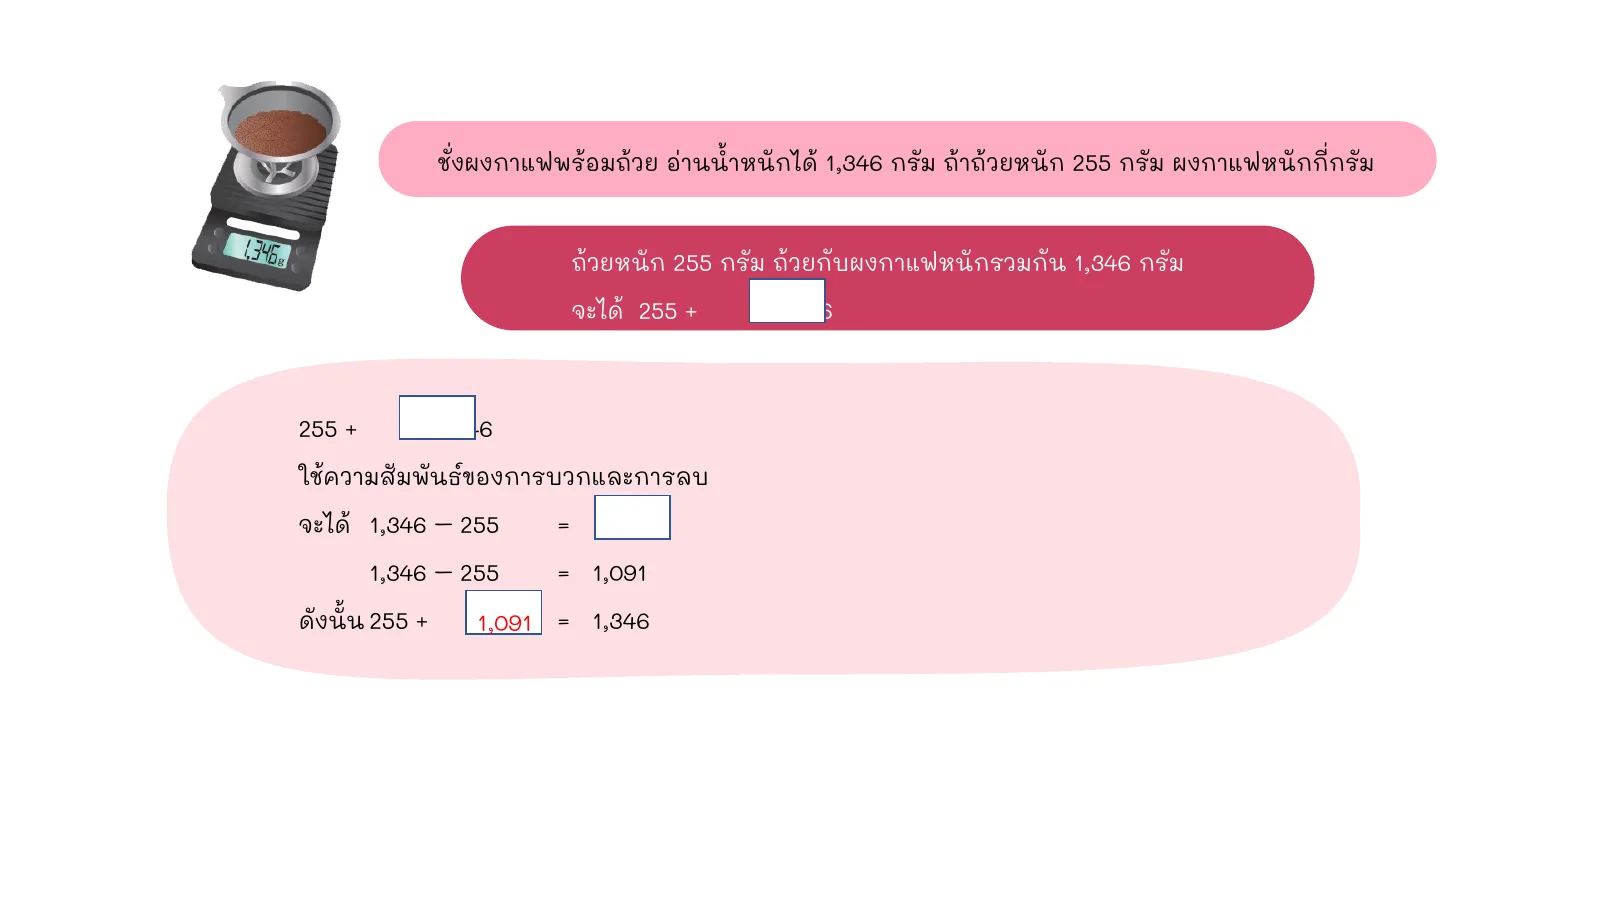 ชั่งผงกาแฟพร้อมถ้วย อ่านน้ำหนักได้ 1,346 กรัม ถ้าถ้วยหนัก 255 กรัม ผงกาแฟหนักกี่กรัม
1,346g
ถ้วยหนัก 255 กรัม ถ้วยกับผงกาแฟหนักรวมกัน 1,346 กรัม
จะได้ 255 + 6
255 + 6
ใช้ความสัมพันธ์ของการบวกและการลบ
จะได้ 1,346 – 255 =
1,346 – 255 = 1,091
ดังนั้น 255 + 1,091 = 1,346